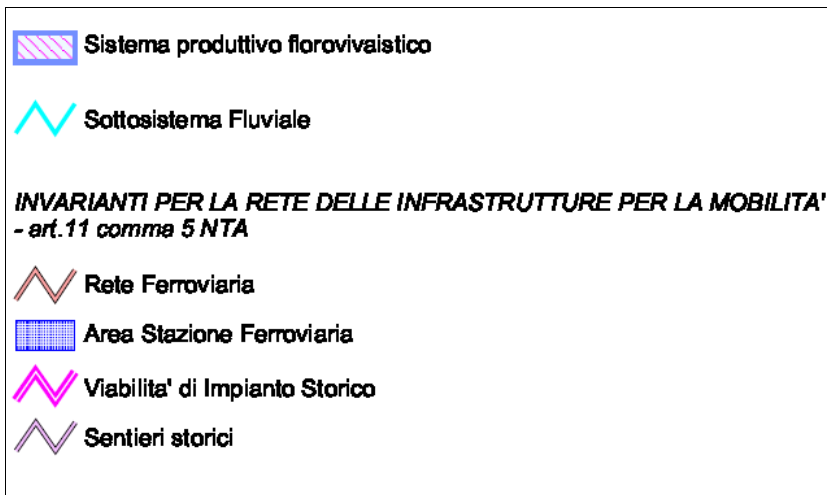 Sistema produttivo florovivaistico
Sottosistema Fluviale
INVARIANTI PER LA RETE DELLE INFRASTRUTTURE PER LA MOBILITA'
- art.11 comma 5 NTA
Rete Ferroviaria
Area Stazione Ferroviaria
Viabilita' di Impianto Storico
Sentieri storici